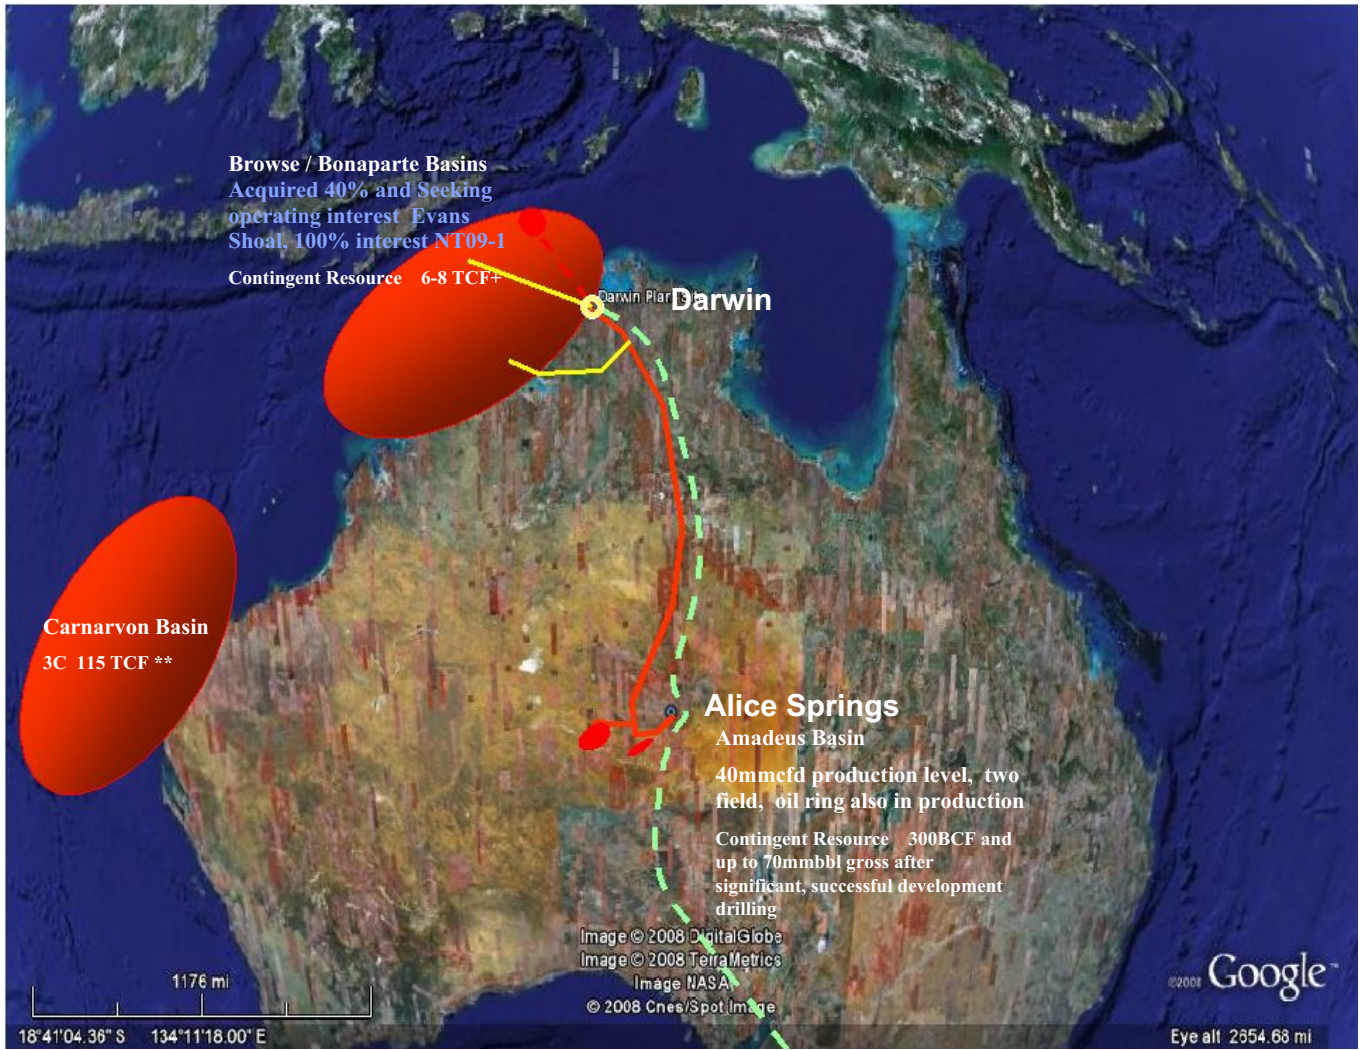 Browse / Bonaparte Basins
Acquired 40% and Seeking
operating interest Evans
Shoal, 100% interest NT09-1
Contingent Resource 6-8 TCF+
Darwin
Carnarvon Basin
3C 115 TCF **
Alice Springs
Amadeus Basin
40mmcfd production level, two
field, oil ring also in production
Contingent Resource 300BCF and
up to 70mmbbl gross after
significant, successful development
drilling
Image © 2008 DigitalGlobe
Image © 2008 TerraMetrics
Image NASA
© 2008 Cnes/Spot Image
©2008 Google™
1176 mi
18°41'04.36" S 134°11'18.00" E
Eye alt 2654.68 mi